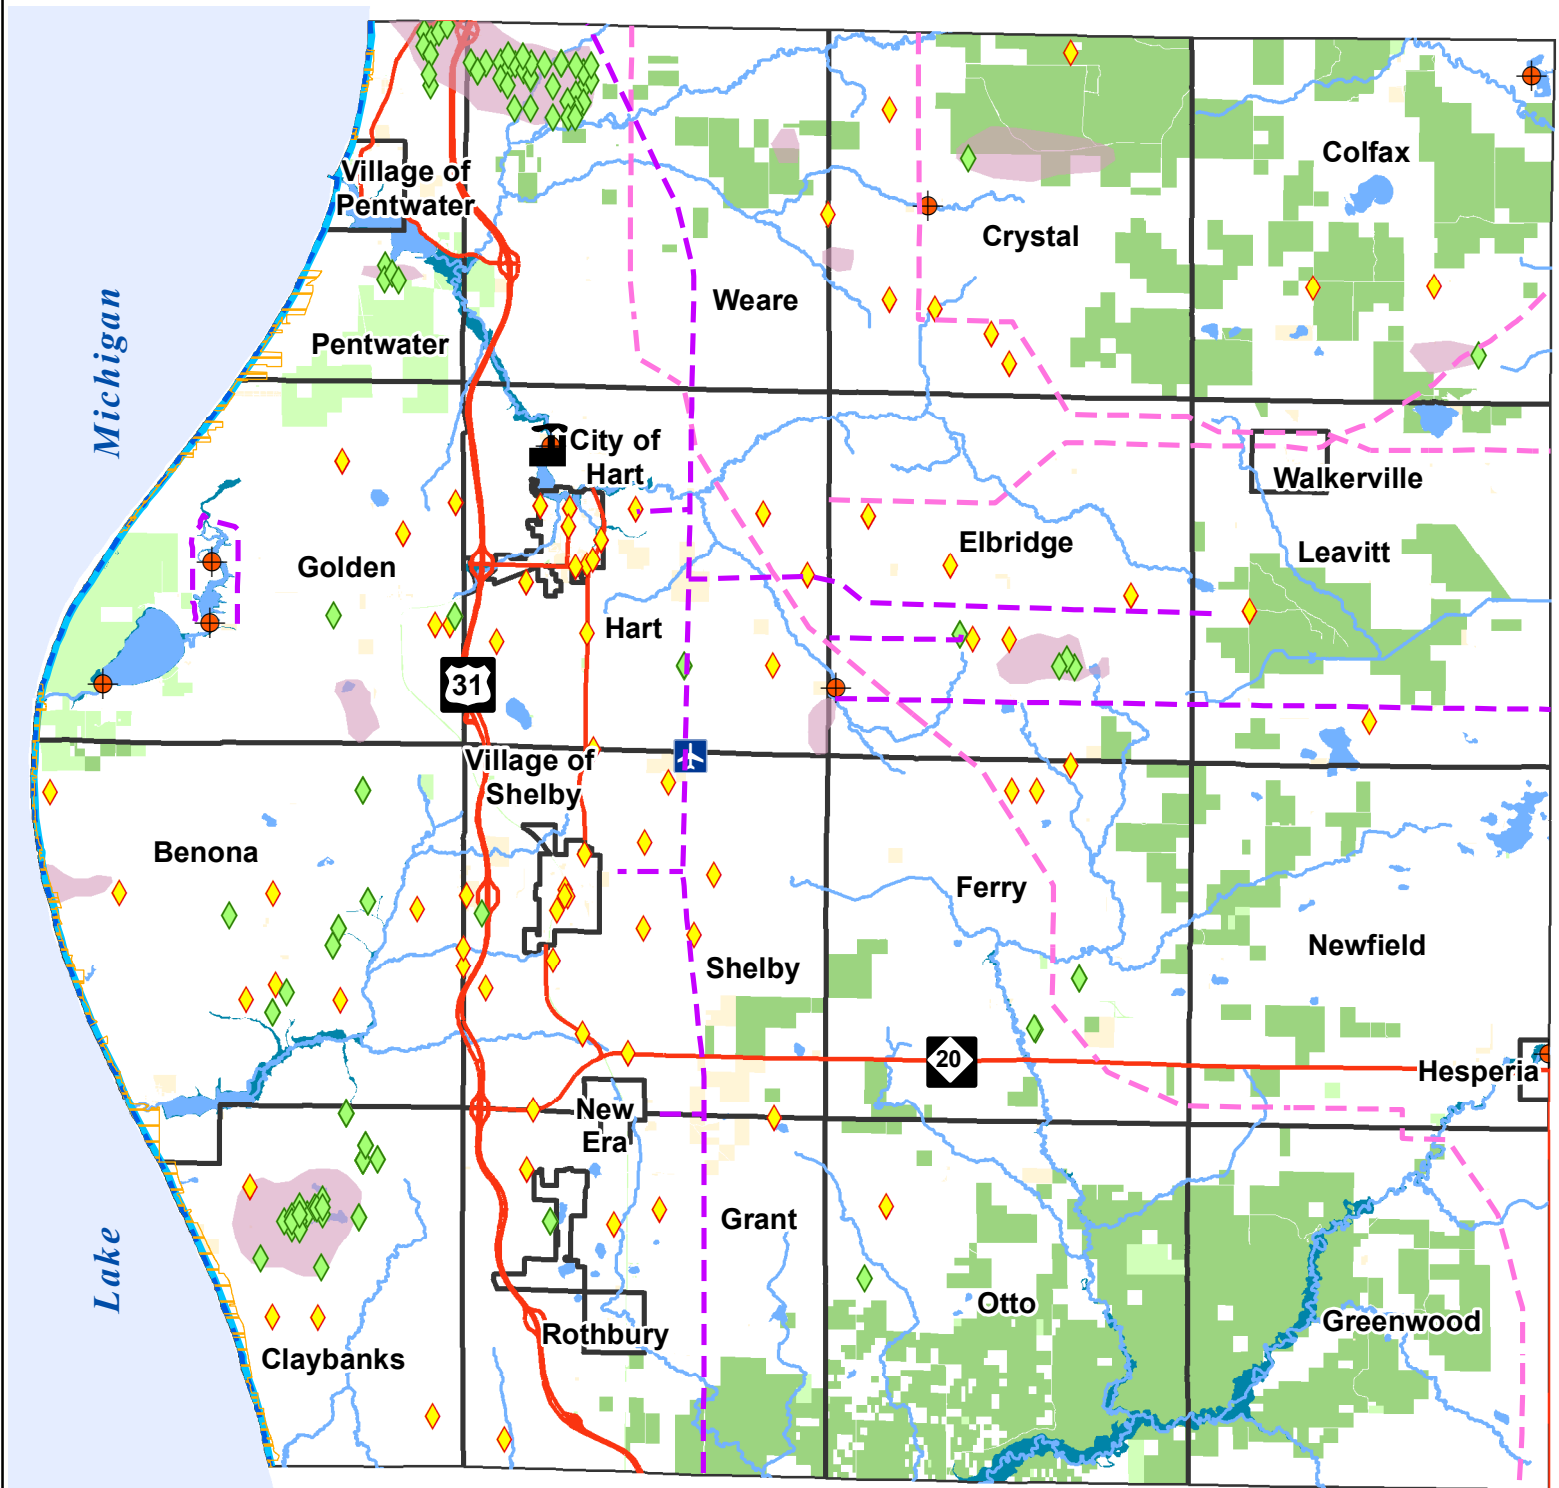 Village of
Pentwater
Colfax
Crystal
Weare
Michigan
Pentwater
City of
Hart
Walkerville
Elbridge
Leavitt
Golden
Hart
31
Village of
Shelby
Benona
Ferry
Newfield
Shelby
20
Hesperia
New
Era
Grant
Lake
Otto
Greenwood
Rothbury
Claybanks